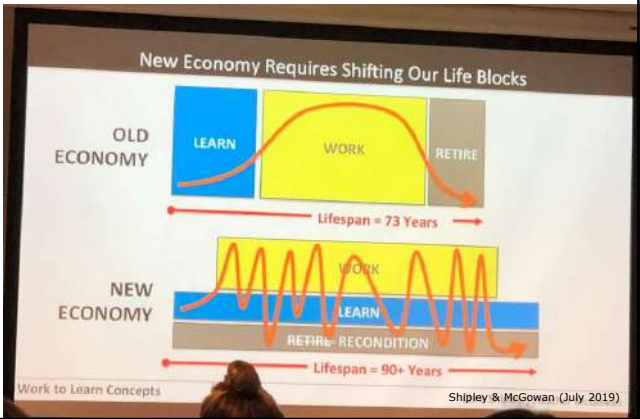 New Economy Requires Shifting Our Life Blocks
OLD
ECONOMY
LEARN
WORK
RETIRE
Lifespan = 73 Years
NEW
ECONOMY
WORK
LEARN
RETIRE RECONDITION
Lifespan = 90+ Years
Work to Learn Concepts
Shipley & McGowan (July 2019)